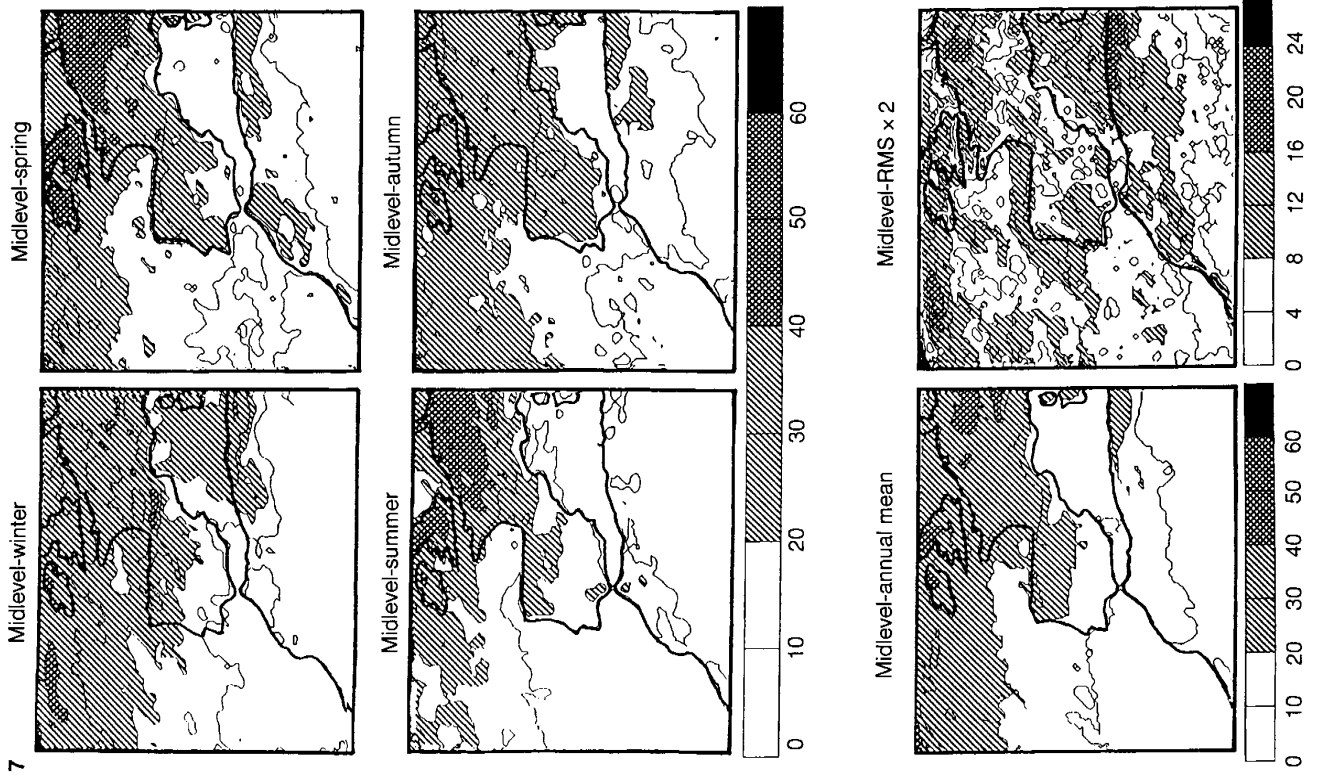 7
Midlevel-winter
Midlevel-spring
Midlevel-summer
Midlevel-autumn
0 10 20 30 40 50 60
Midlevel-annual mean
Midlevel-RMS × 2
0 10 20 30 40 50 60
0 4 8 12 16 20 24